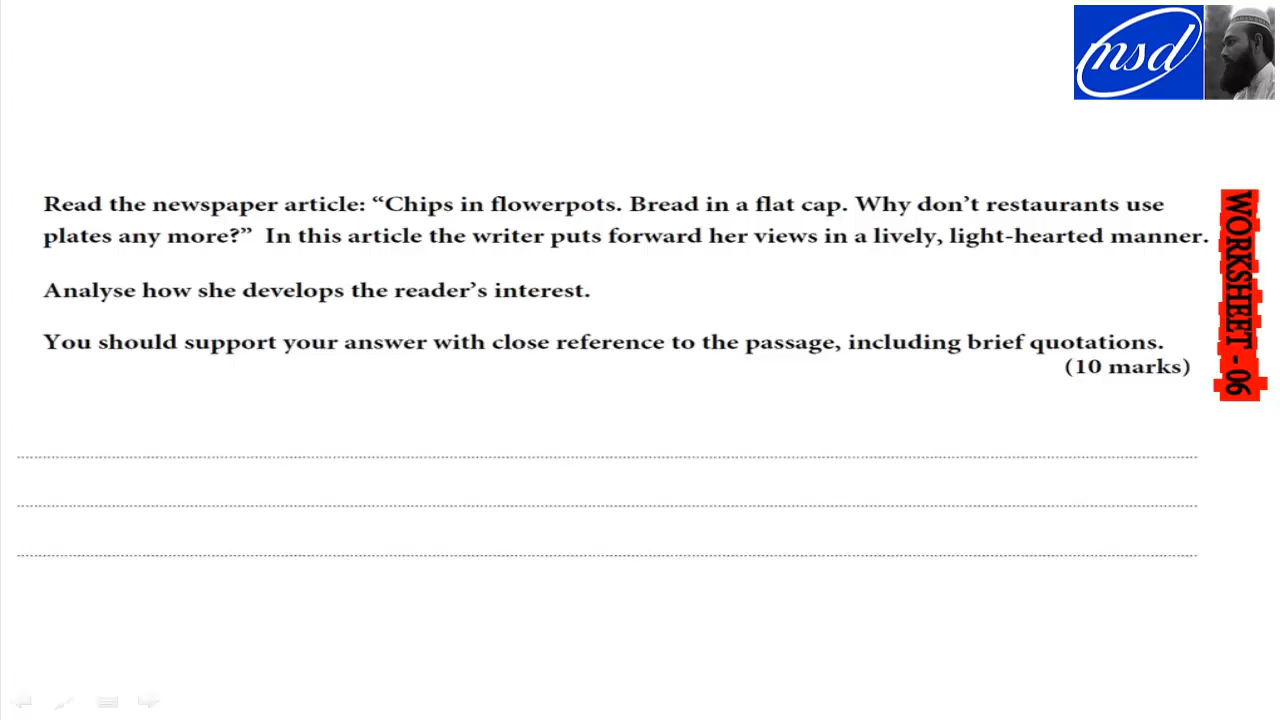 msd
Read the newspaper article: “Chips in flowerpots. Bread in a flat cap. Why don’t restaurants use
plates any more?” In this article the writer puts forward her views in a lively, light-hearted manner.
Analyse how she develops the reader’s interest.
You should support your answer with close reference to the passage, including brief quotations.
(10 marks)
WORKSHEET - 06